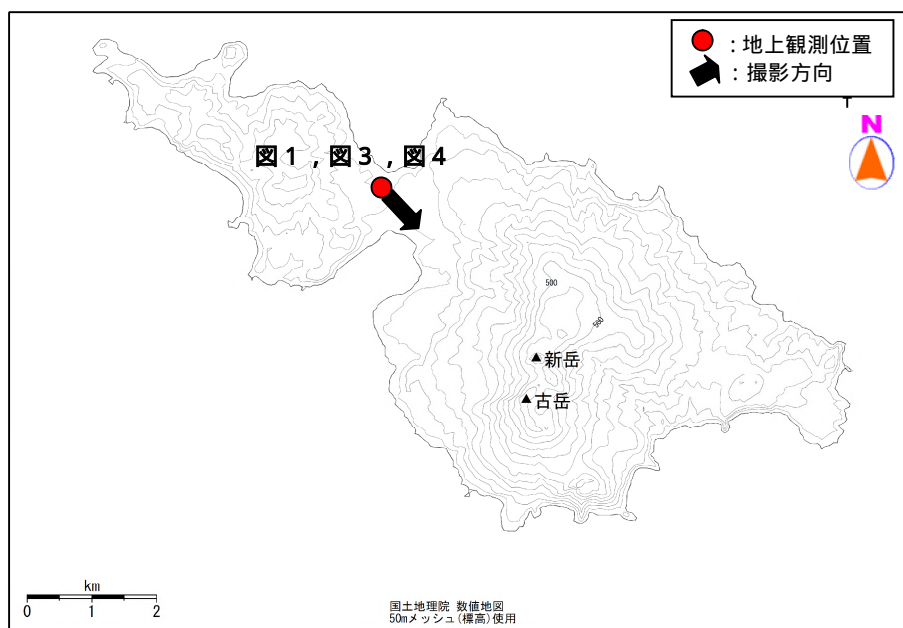 ：地上観測位置
：撮影方向
N
図１，図３，図４
500
500
▲新岳
▲古岳
km
0 1 2
国土地理院 数値地図
50mメッシュ(標高)使用